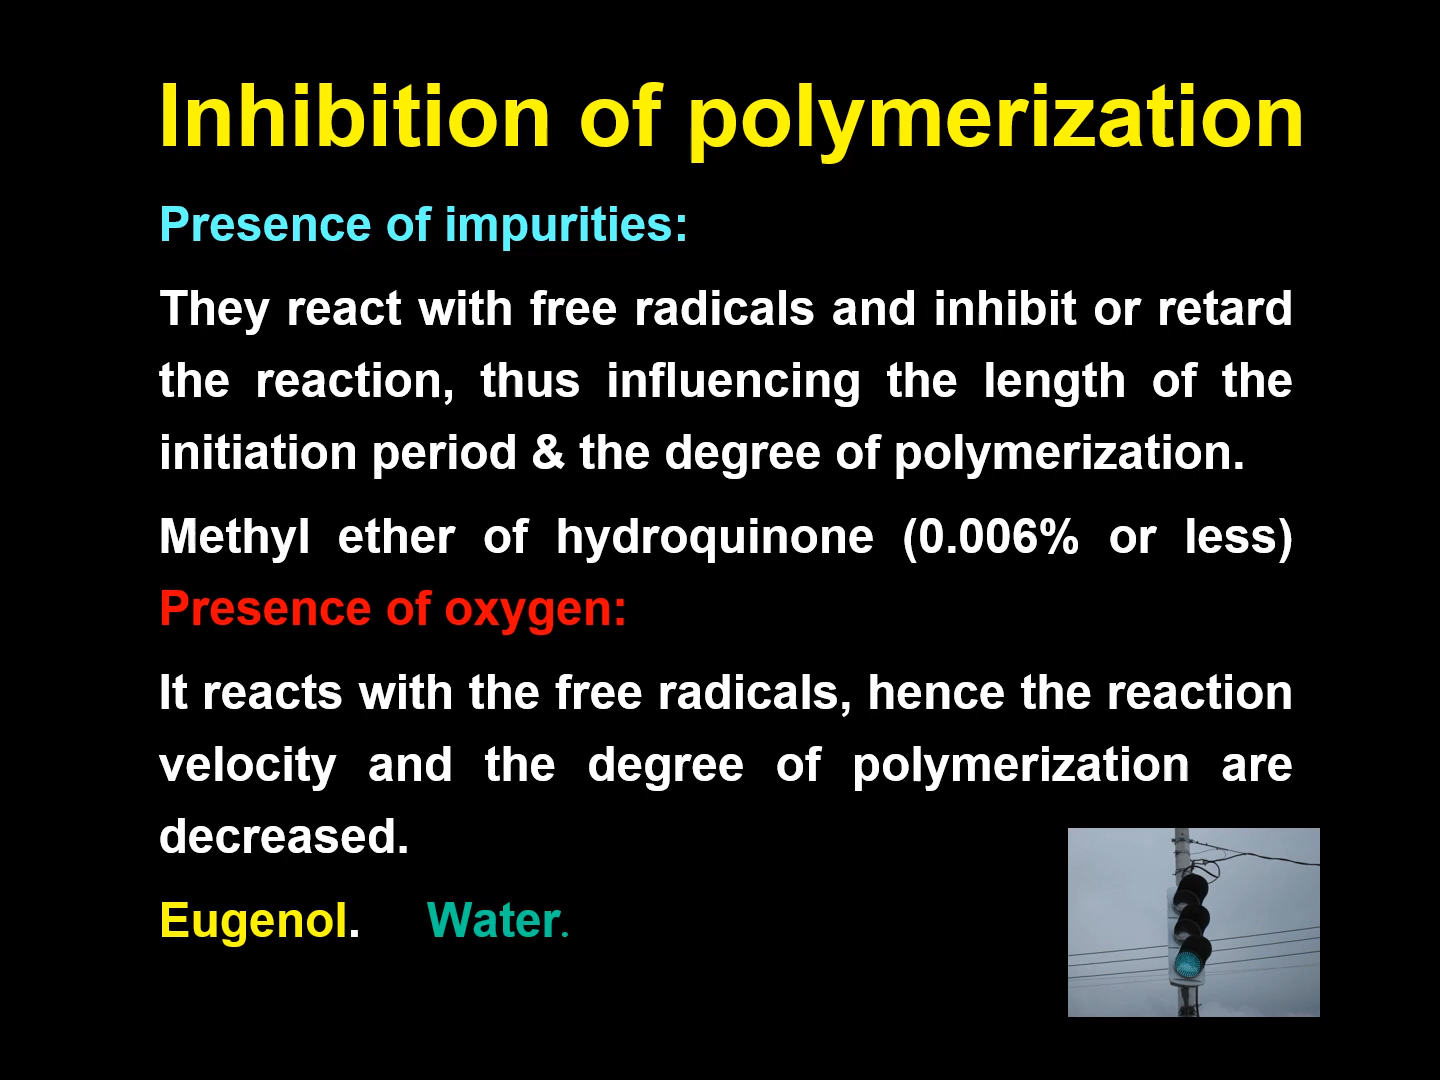 Inhibition of polymerization
Presence of impurities:
They react with free radicals and inhibit or retard
the reaction, thus influencing the length of the
initiation period & the degree of polymerization.
Methyl ether of hydroquinone (0.006% or less)
Presence of oxygen:
It reacts with the free radicals, hence the reaction
velocity and the degree of polymerization are
decreased.
Eugenol. Water.